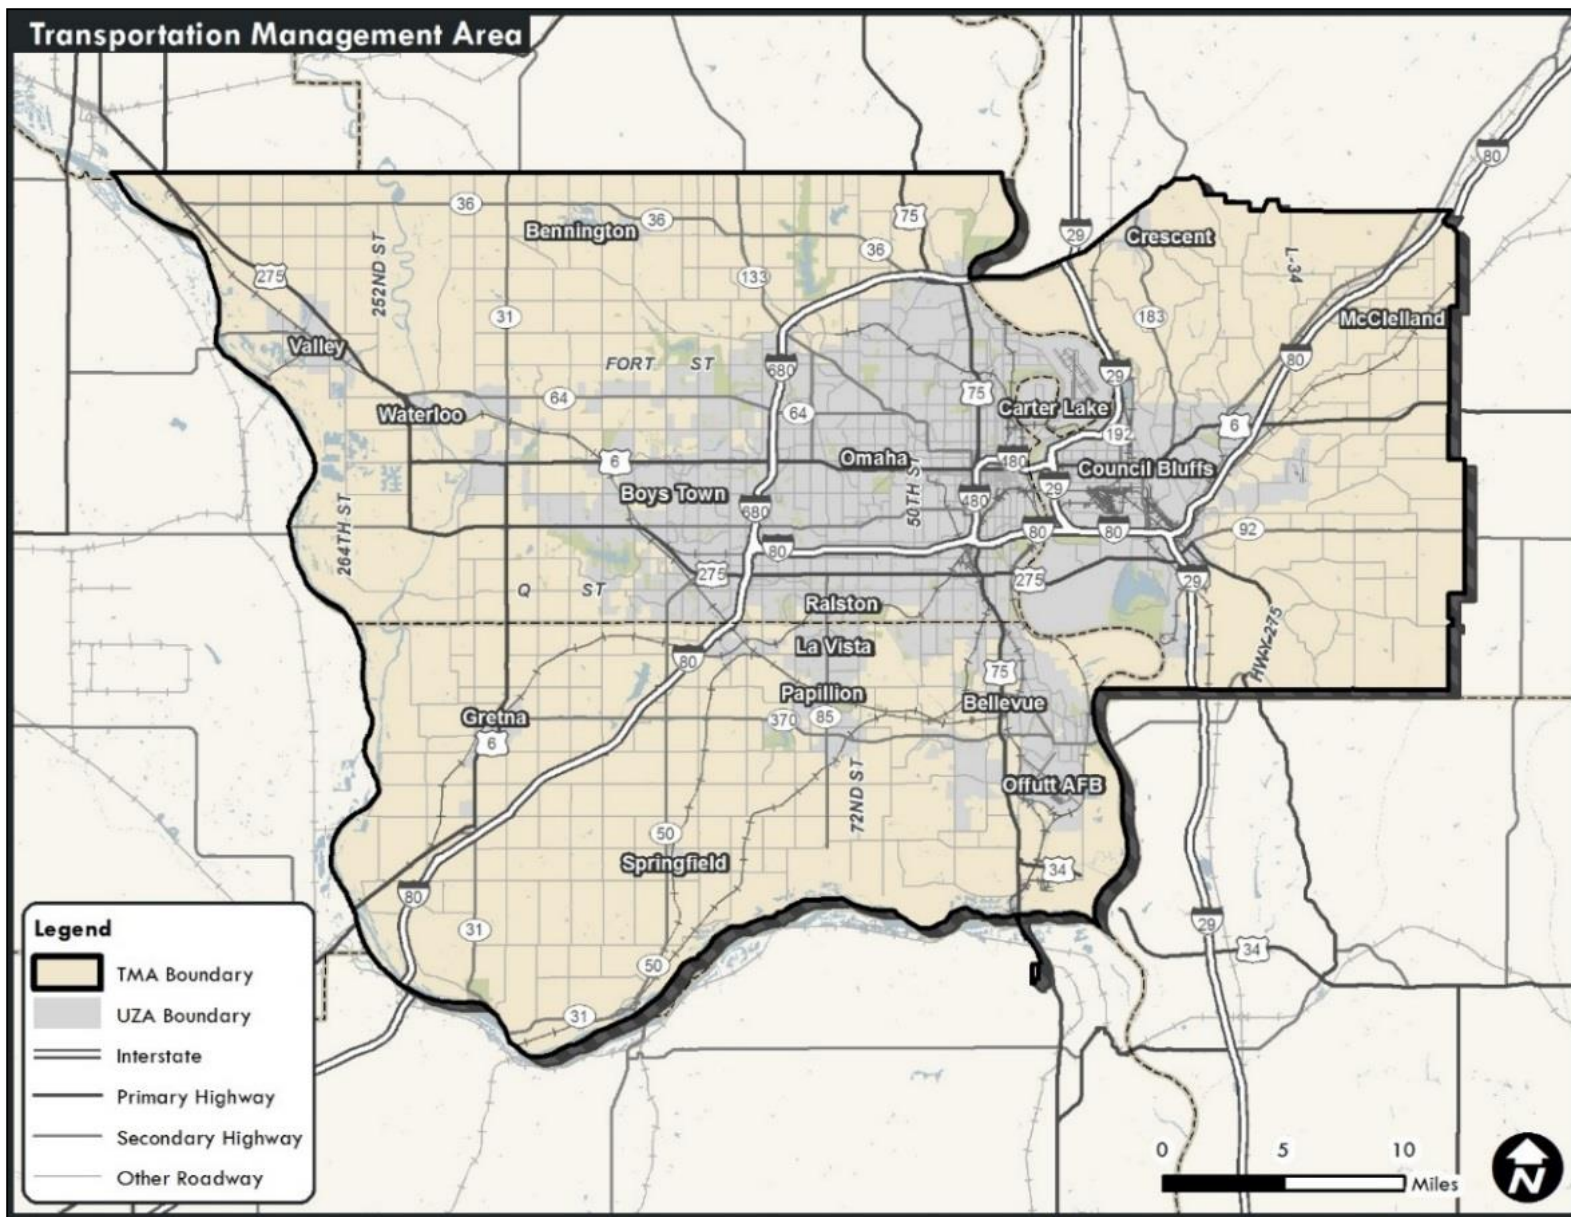 Transportation Management Area
80
36
Bennington
36
75
36
29
Crescent
L-34
275
252ND ST
133
31
183
McClelland
Valley
FORT ST
680
29
80
64
Waterloo
64
75
Carter Lake
192
6
6
Omaha
480
Council Bluffs
Boys Town
50TH ST
480
29
680
264TH ST
80
80
80
92
275
275
29
Q ST
Ralston
La Vista
HWY-275
80
75
Papillion
Bellevue
Gretna
370
85
6
72ND ST
Offutt AFB
50
Springfield
34
80
31
29
34
50
31
Legend
TMA Boundary
UZA Boundary
Interstate
Primary Highway
Secondary Highway
Other Roadway
0 5 10
Miles
N